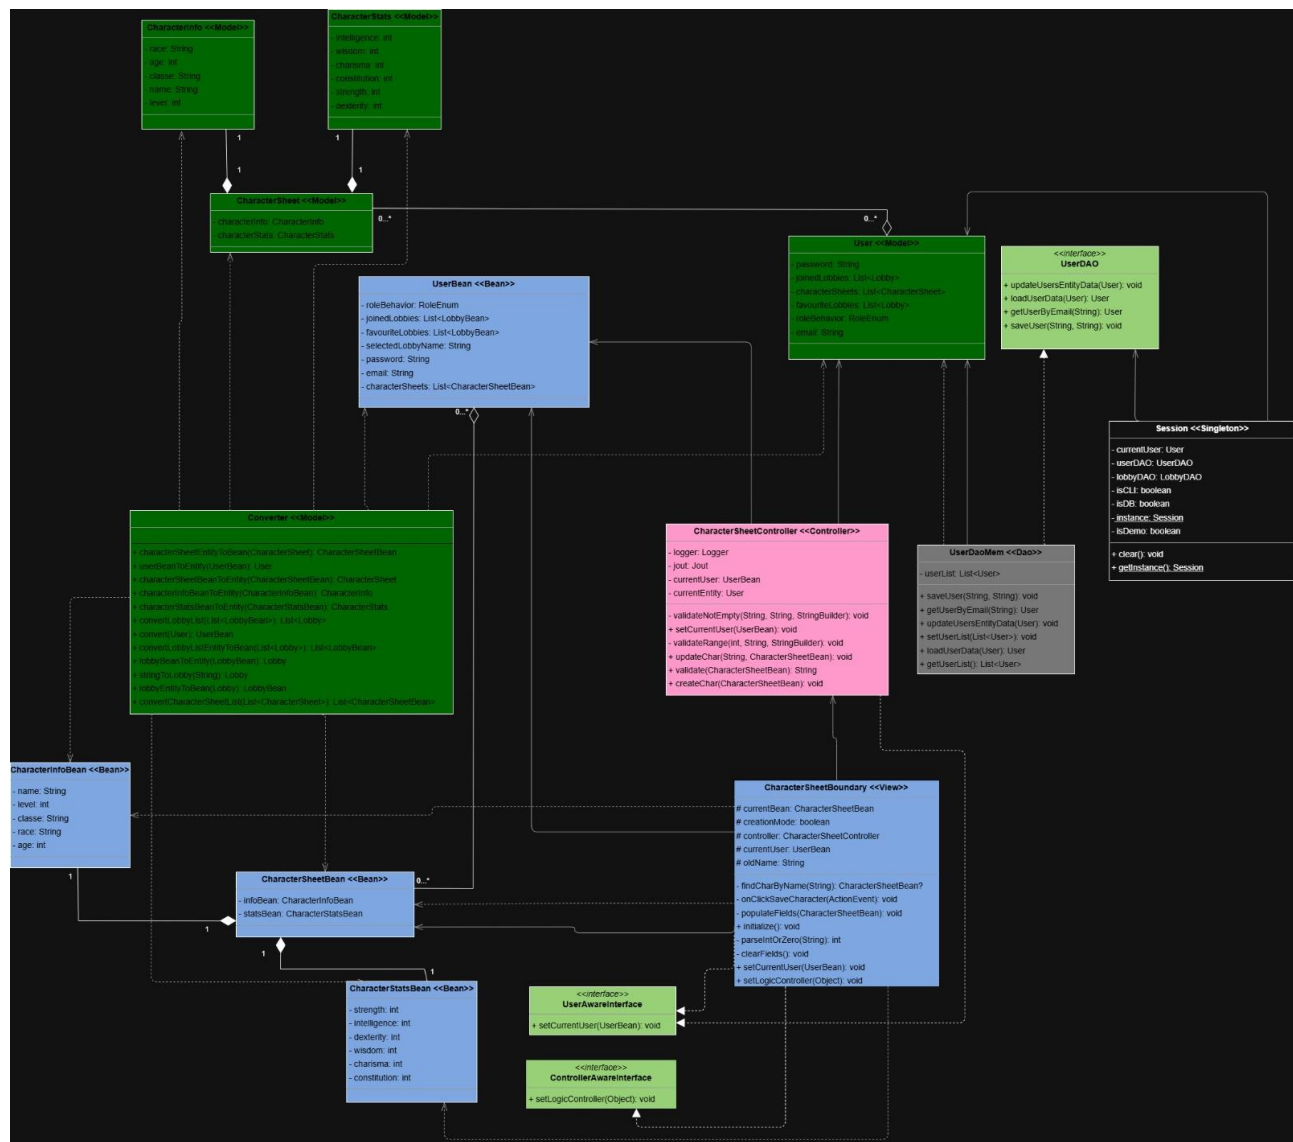 CharacterInfo <<Model>>
- race: String
- age: int
- classe: String
- name: String
- level: int
CharacterStats <<Model>>
- intelligence: int
- wisdom: int
- charisma: int
- constitution: int
- strength: int
- dexterity: int
1
1
1
1
CharacterSheet <<Model>>
- characterInfo: CharacterInfo
- characterStats: CharacterStats
0...*
0...*
User <<Model>>
- password: String
- joinedLobbies: List<Lobby>
- characterSheets: List<CharacterSheet>
- favouriteLobbies: List<Lobby>
- roleBehavior: RoleEnum
- email: String
<<interface>>
UserDAO
+ updateUsersEntityData(User): void
+ loadUserData(User): User
+ getUserByEmail(String): User
+ saveUser(String, String): void
UserBean <<Bean>>
- roleBehavior: RoleEnum
- joinedLobbies: List<LobbyBean>
- favouriteLobbies: List<LobbyBean>
- selectedLobbyName: String
- password: String
- email: String
- characterSheets: List<CharacterSheetBean>
0...*
Session <<Singleton>>
- currentUser: User
- userDAO: UserDAO
- lobbyDAO: LobbyDAO
- isCLI: boolean
- isDB: boolean
- instance: Session
- isDemo: boolean
+ clear(): void
+ getInstance(): Session
Converter <<Model>>
+ characterSheetEntityToBean(CharacterSheet): CharacterSheetBean
+ userBeanToEntity(UserBean): User
+ characterSheetBeanToEntity(CharacterSheetBean): CharacterSheet
+ characterInfoBeanToEntity(CharacterInfoBean): CharacterInfo
+ characterStatsBeanToEntity(CharacterStatsBean): CharacterStats
+ convertLobbyList(List<LobbyBean>): List<Lobby>
+ convert(User): UserBean
+ convertLobbyListEntityToBean(List<Lobby>): List<LobbyBean>
+ lobbyBeanToEntity(LobbyBean): Lobby
+ stringToLobby(String): Lobby
+ lobbyEntityToBean(Lobby): LobbyBean
+ convertCharacterSheetList(List<CharacterSheet>): List<CharacterSheetBean>
CharacterSheetController <<Controller>>
- logger: Logger
- jout: Jout
- currentUser: UserBean
- currentEntity: User
- validateNotEmpty(String, String, StringBuilder): void
+ setCurrentUser(UserBean): void
- validateRange(int, String, StringBuilder): void
+ updateChar(String, CharacterSheetBean): void
+ validate(CharacterSheetBean): String
+ createChar(CharacterSheetBean): void
UserDaoMem <<Dao>>
- userList: List<User>
+ saveUser(String, String): void
+ getUserByEmail(String): User
+ updateUsersEntityData(User): void
+ setUserList(List<User>): void
+ loadUserData(User): User
+ getUserList(): List<User>
CharacterInfoBean <<Bean>>
- name: String
- level: int
- classe: String
- race: String
- age: int
1
1
CharacterSheetBean <<Bean>>
- infoBean: CharacterInfoBean
- statsBean: CharacterStatsBean
0...*
1
1
CharacterStatsBean <<Bean>>
- strength: int
- intelligence: int
- dexterity: int
- wisdom: int
- charisma: int
- constitution: int
CharacterSheetBoundary <<View>>
# currentBean: CharacterSheetBean
# creationMode: boolean
# controller: CharacterSheetController
# currentUser: UserBean
# oldName: String
- findCharByName(String): CharacterSheetBean?
- onClickSaveCharacter(ActionEvent): void
- populateFields(CharacterSheetBean): void
+ initialize(): void
- parseIntOrZero(String): int
- clearFields(): void
+ setCurrentUser(UserBean): void
+ setLogicController(Object): void
<<interface>>
UserAwareInterface
+ setCurrentUser(UserBean): void
<<interface>>
ControllerAwareInterface
+ setLogicController(Object): void